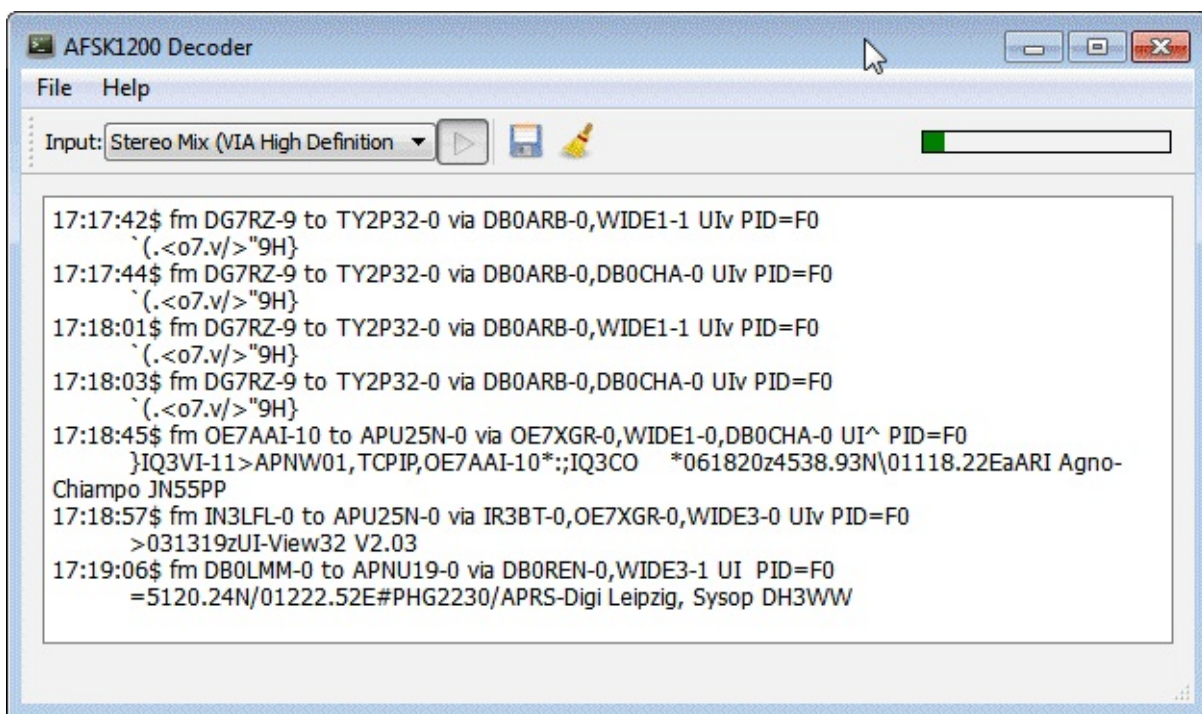 AFSK1200 Decoder
File Help
Input: Stereo Mix (VIA High Definition
17:17:42$ fm DG7RZ-9 to TY2P32-0 via DB0ARB-0,WIDE1-1 UIv PID=F0
`(.<o7.v/>"9H}
17:17:44$ fm DG7RZ-9 to TY2P32-0 via DB0ARB-0,DB0CHA-0 UIv PID=F0
`(.<o7.v/>"9H}
17:18:01$ fm DG7RZ-9 to TY2P32-0 via DB0ARB-0,WIDE1-1 UIv PID=F0
`(.<o7.v/>"9H}
17:18:03$ fm DG7RZ-9 to TY2P32-0 via DB0ARB-0,DB0CHA-0 UIv PID=F0
`(.<o7.v/>"9H}
17:18:45$ fm OE7AAI-10 to APU25N-0 via OE7XGR-0,WIDE1-0,DB0CHA-0 UI^ PID=F0
}IQ3VI-11>APNW01,TCPIP,OE7AAI-10*:;IQ3CO    *061820z4538.93N\01118.22EaARI Agno-
Chiampo JN55PP
17:18:57$ fm IN3LFL-0 to APU25N-0 via IR3BT-0,OE7XGR-0,WIDE3-0 UIv PID=F0
>031319zUI-View32 V2.03
17:19:06$ fm DB0LMM-0 to APNU19-0 via DB0REN-0,WIDE3-1 UI  PID=F0
=5120.24N/01222.52E#PHG2230/APRS-Digi Leipzig, Sysop DH3WW